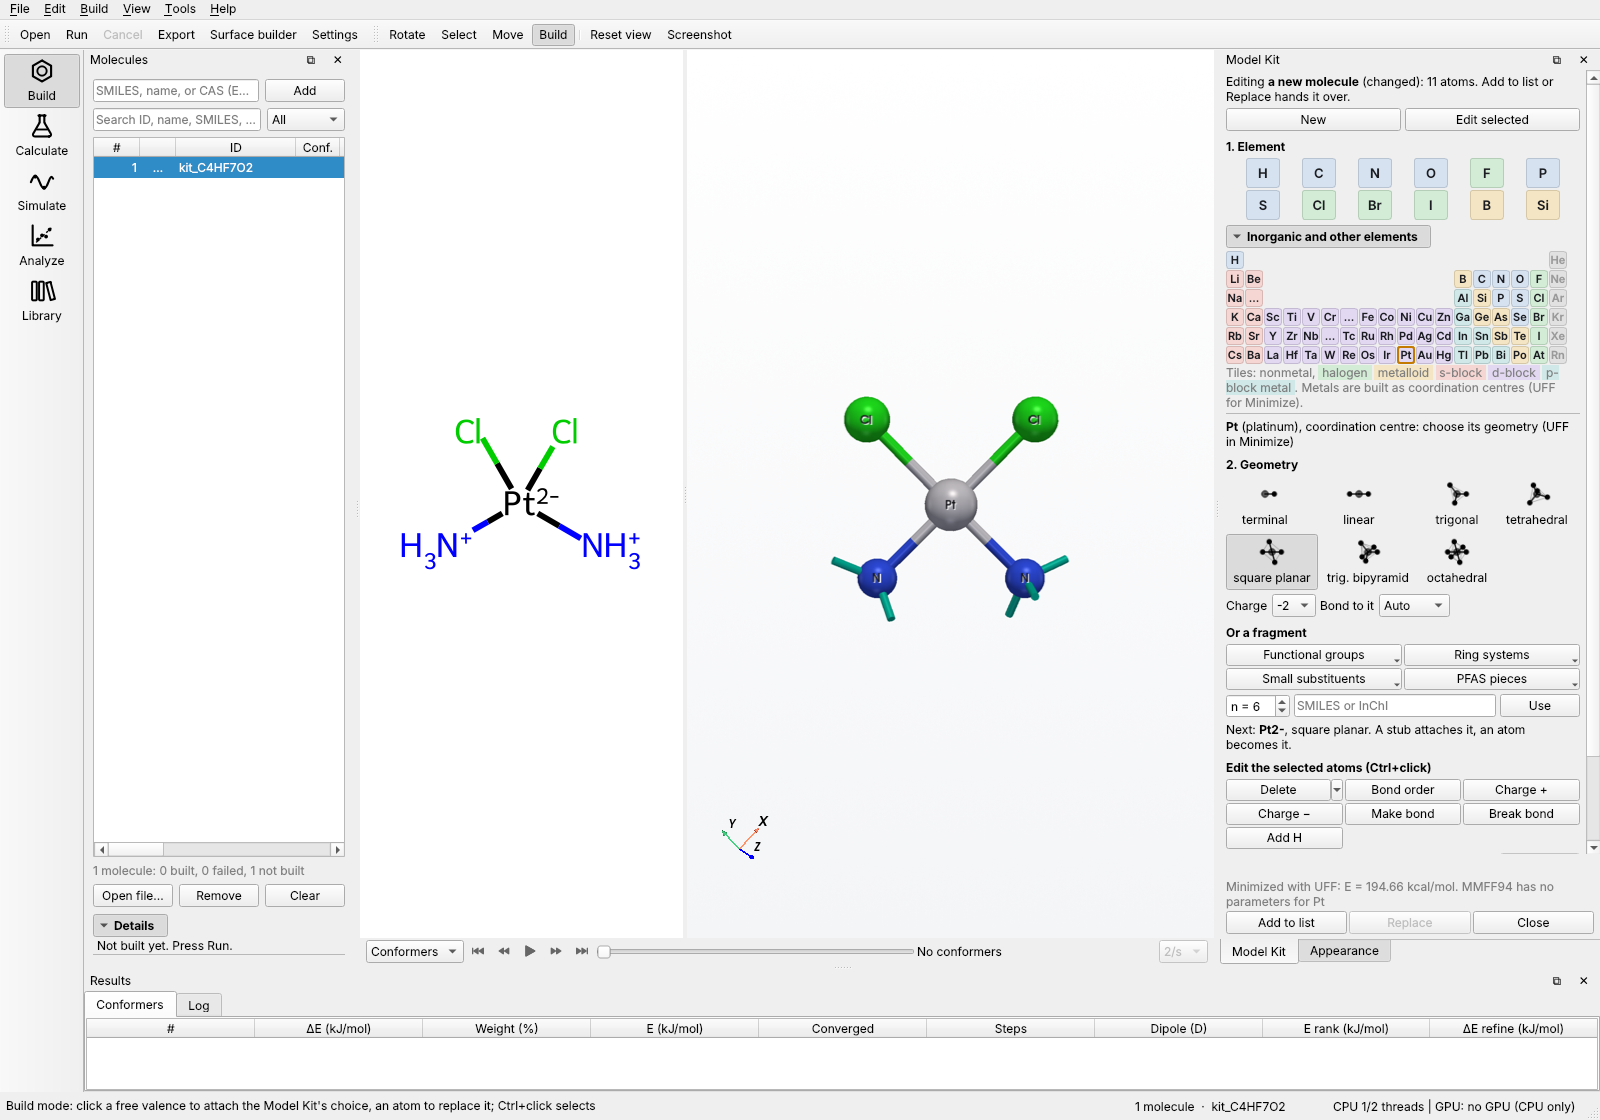 File Edit Build View Tools Help
Open Run Cancel Export Surface builder Settings Rotate Select Move Build Reset view Screenshot
Build
Calculate
Simulate
Analyze
Library
Molecules
SMILES, name, or CAS (E... Add
Search ID, name, SMILES, ... All
# ID Conf.
1 ... kit_C4HF7O2
1 molecule: 0 built, 0 failed, 1 not built
Open file... Remove Clear
Details
Not built yet. Press Run.
Cl Cl
Pt2−
H3N+ NH3+
Cl Cl
Pt
N N
Y X
Z
Conformers No conformers 2/s
Model Kit
Editing a new molecule (changed): 11 atoms. Add to list or
Replace hands it over.
New Edit selected
1. Element
H C N O F P
S Cl Br I B Si
Inorganic and other elements
H He
Li Be B C N O F Ne
Na ... Al Si P S Cl Ar
K Ca Sc Ti V Cr ... Fe Co Ni Cu Zn Ga Ge As Se Br Kr
Rb Sr Y Zr Nb ... Tc Ru Rh Pd Ag Cd In Sn Sb Te I Xe
Cs Ba La Hf Ta W Re Os Ir Pt Au Hg Tl Pb Bi Po At Rn
Tiles: nonmetal, halogen metalloid s-block d-block p-
block metal . Metals are built as coordination centres (UFF
for Minimize).
Pt (platinum), coordination centre: choose its geometry (UFF
in Minimize)
2. Geometry
terminal linear trigonal tetrahedral
square planar trig. bipyramid octahedral
Charge -2 Bond to it Auto
Or a fragment
Functional groups Ring systems
Small substituents PFAS pieces
n = 6 SMILES or InChI Use
Next: Pt2-, square planar. A stub attaches it, an atom
becomes it.
Edit the selected atoms (Ctrl+click)
Delete Bond order Charge +
Charge − Make bond Break bond
Add H
Minimized with UFF: E = 194.66 kcal/mol. MMFF94 has no
parameters for Pt
Add to list Replace Close
Model Kit Appearance
Results
Conformers Log
# ΔE (kJ/mol) Weight (%) E (kJ/mol) Converged Steps Dipole (D) E rank (kJ/mol) ΔE refine (kJ/mol)
Build mode: click a free valence to attach the Model Kit's choice, an atom to replace it; Ctrl+click selects 1 molecule · kit_C4HF7O2 CPU 1/2 threads | GPU: no GPU (CPU only)